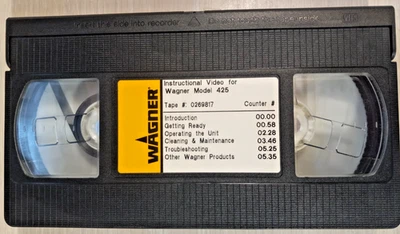 Instructional Video for
Wagner Model 425
Tape #: 0269817 Counter #
Introduction 00.00
Getting Ready 00.58
Operating the Unit 02.28
Cleaning & Maintenance 03.46
Troubleshooting 05.25
Other Wagner Products 05.35
WAGNER